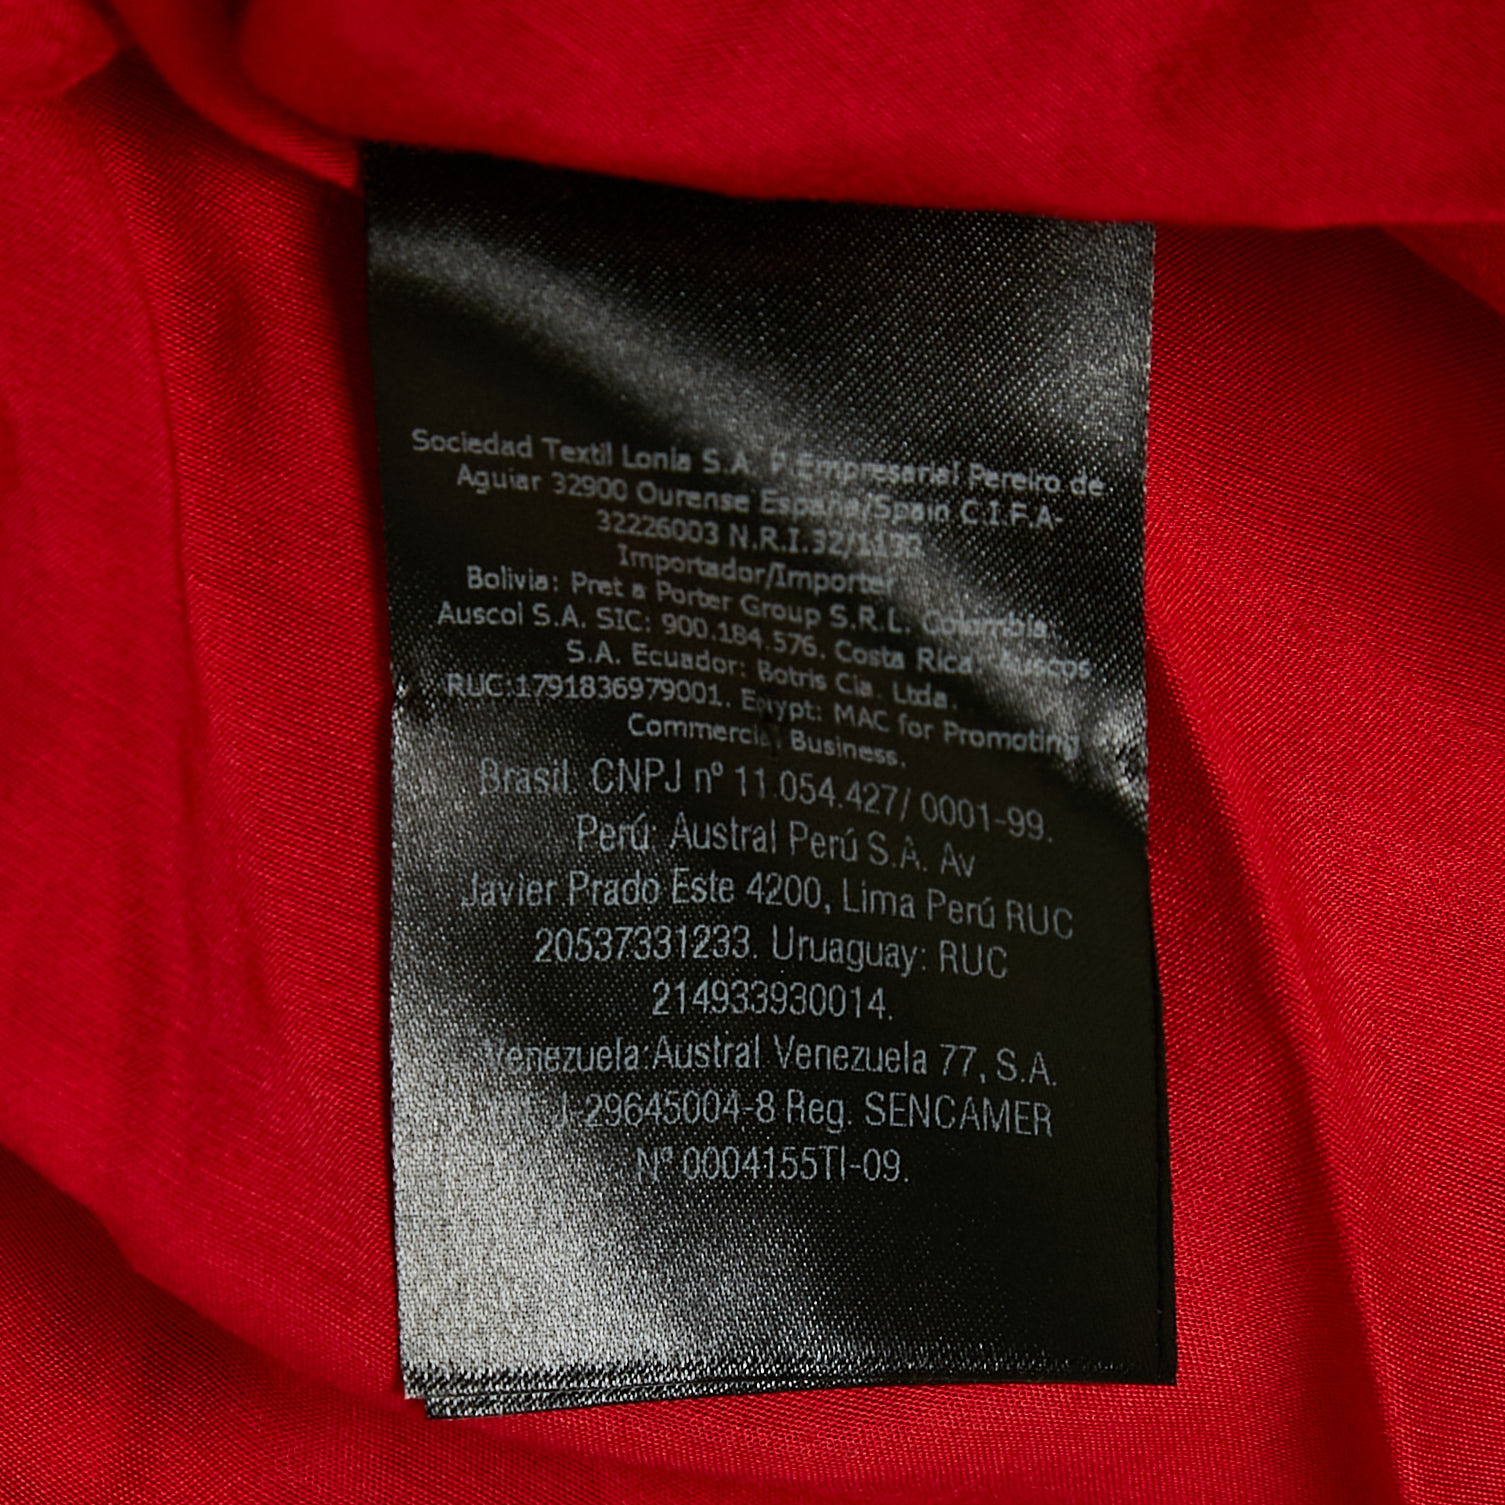 Sociedad Textil Lonia S.A. P.Empresarial Pereiro de
Aguiar 32900 Ourense España/Spain C.I.F.A-
32226003 N.R.I.32/1130
Importador/Importer
Bolivia: Pret a Porter Group S.R.L. Colombia:
Auscol S.A. SIC: 900.184.576. Costa Rica: Auscos
S.A. Ecuador: Botris Cia. Ltda.
RUC:1791836979001. Egypt: MAC for Promoting
Commercial Business.
Brasil. CNPJ nº 11.054.427/ 0001-99.
Perú: Austral Perú S.A. Av
Javier Prado Este 4200, Lima Perú RUC
20537331233. Uruaguay: RUC
214933930014.
Venezuela:Austral Venezuela 77, S.A.
J-29645004-8 Reg. SENCAMER
Nº 0004155TI-09.